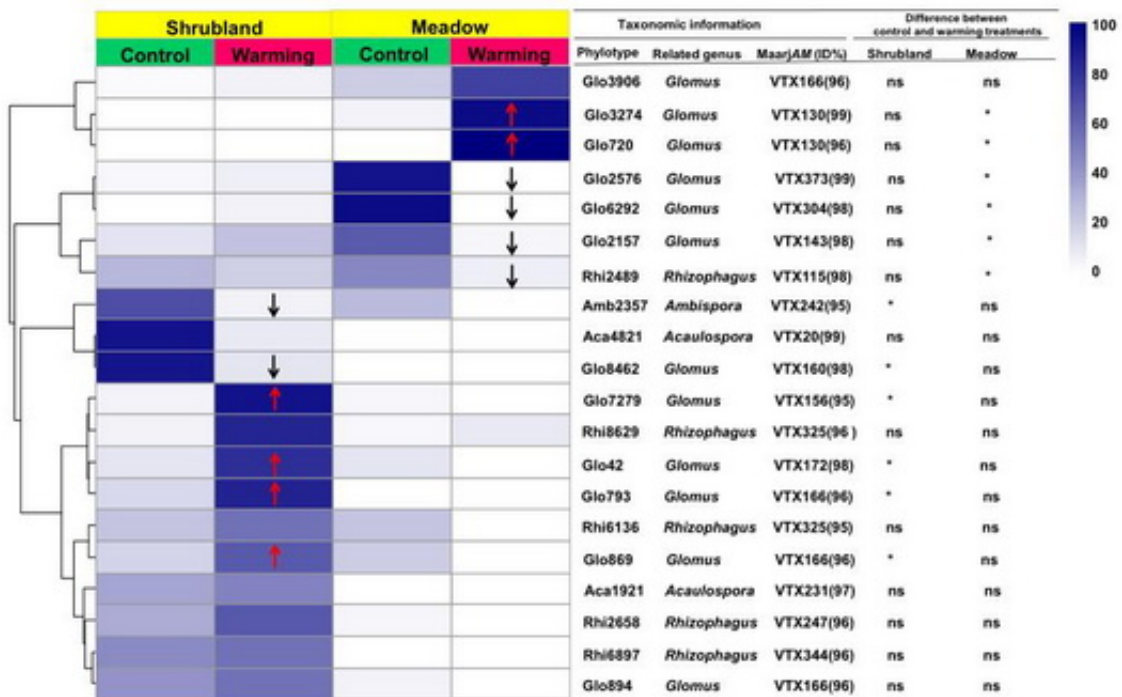 Shrubland Meadow
Control Warming Control Warming
Taxonomic information Difference between
control and warming treatments
Phylotype Related genus MaarjAM (ID%) Shrubland Meadow
Glo3906 Glomus VTX166(96) ns ns
Glo3274 Glomus VTX130(99) ns *
Glo720 Glomus VTX130(96) ns *
Glo2576 Glomus VTX373(99) ns *
Glo6292 Glomus VTX304(98) ns *
Glo2157 Glomus VTX143(98) ns *
Rhi2489 Rhizophagus VTX115(98) ns *
Amb2357 Ambispora VTX242(95) * ns
Aca4821 Acaulospora VTX20(99) ns ns
Glo8462 Glomus VTX160(98) * ns
Glo7279 Glomus VTX156(95) * ns
Rhi8629 Rhizophagus VTX325(96 ) ns ns
Glo42 Glomus VTX172(98) * ns
Glo793 Glomus VTX166(96) * ns
Rhi6136 Rhizophagus VTX325(95) ns ns
Glo869 Glomus VTX166(96) * ns
Aca1921 Acaulospora VTX231(97) ns ns
Rhi2658 Rhizophagus VTX247(96) ns ns
Rhi6897 Rhizophagus VTX344(96) ns ns
Glo894 Glomus VTX166(96) ns ns
100
80
60
40
20
0